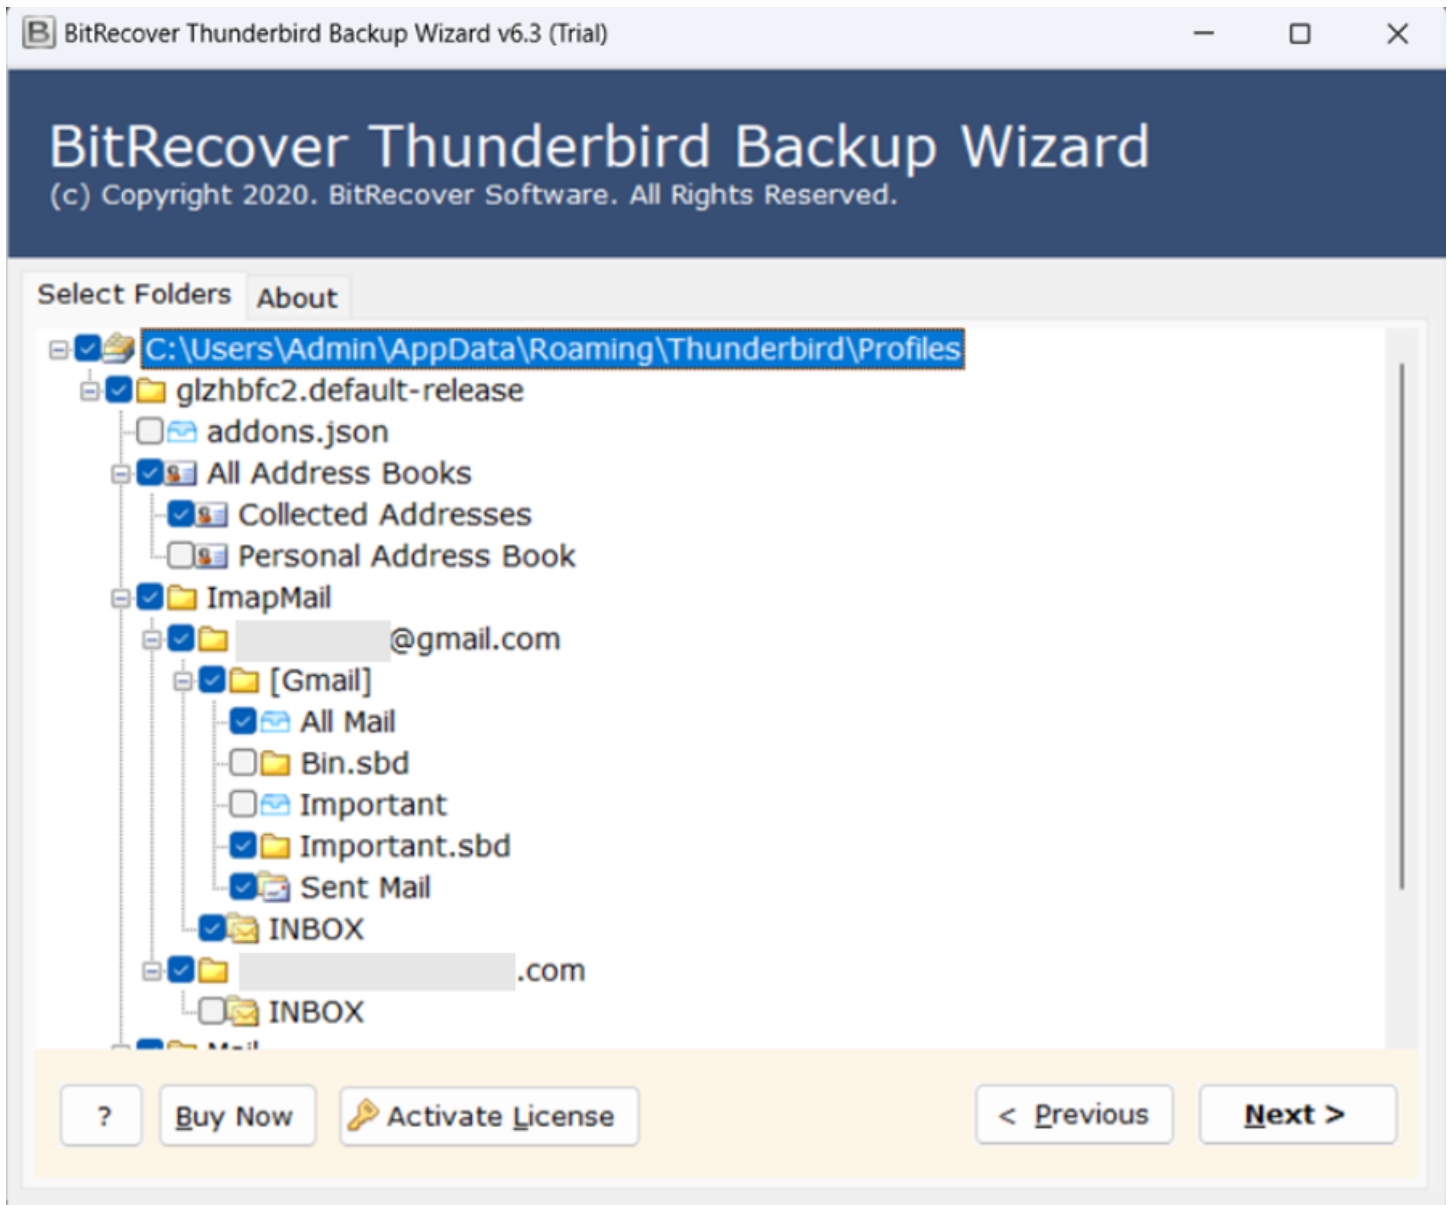 BitRecover Thunderbird Backup Wizard v6.3 (Trial)
BitRecover Thunderbird Backup Wizard
(c) Copyright 2020. BitRecover Software. All Rights Reserved.
Select Folders About
C:\Users\Admin\AppData\Roaming\Thunderbird\Profiles
glzhbfc2.default-release
addons.json
All Address Books
Collected Addresses
Personal Address Book
ImapMail
@gmail.com
[Gmail]
All Mail
Bin.sbd
Important
Important.sbd
Sent Mail
INBOX
.com
INBOX
Mail
? Buy Now Activate License < Previous Next >